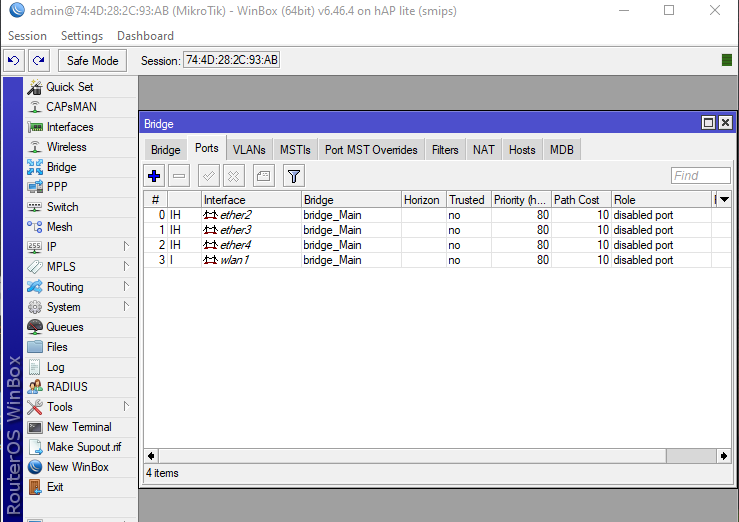 admin@74:4D:28:2C:93:AB (MikroTik) - WinBox (64bit) v6.46.4 on hAP lite (smips)
Session Settings Dashboard
Safe Mode Session: 74:4D:28:2C:93:AB
RouterOS WinBox
Quick Set
CAPsMAN
Interfaces
Wireless
Bridge
PPP
Switch
Mesh
IP
MPLS
Routing
System
Queues
Files
Log
RADIUS
Tools
New Terminal
Make Supout.rif
New WinBox
Exit
Bridge
Bridge Ports VLANs MSTIs Port MST Overrides Filters NAT Hosts MDB
Find
# Interface Bridge Horizon Trusted Priority (h... Path Cost Role
0 IH ether2 bridge_Main no 80 10 disabled port
1 IH ether3 bridge_Main no 80 10 disabled port
2 IH ether4 bridge_Main no 80 10 disabled port
3 I wlan1 bridge_Main no 80 10 disabled port
4 items